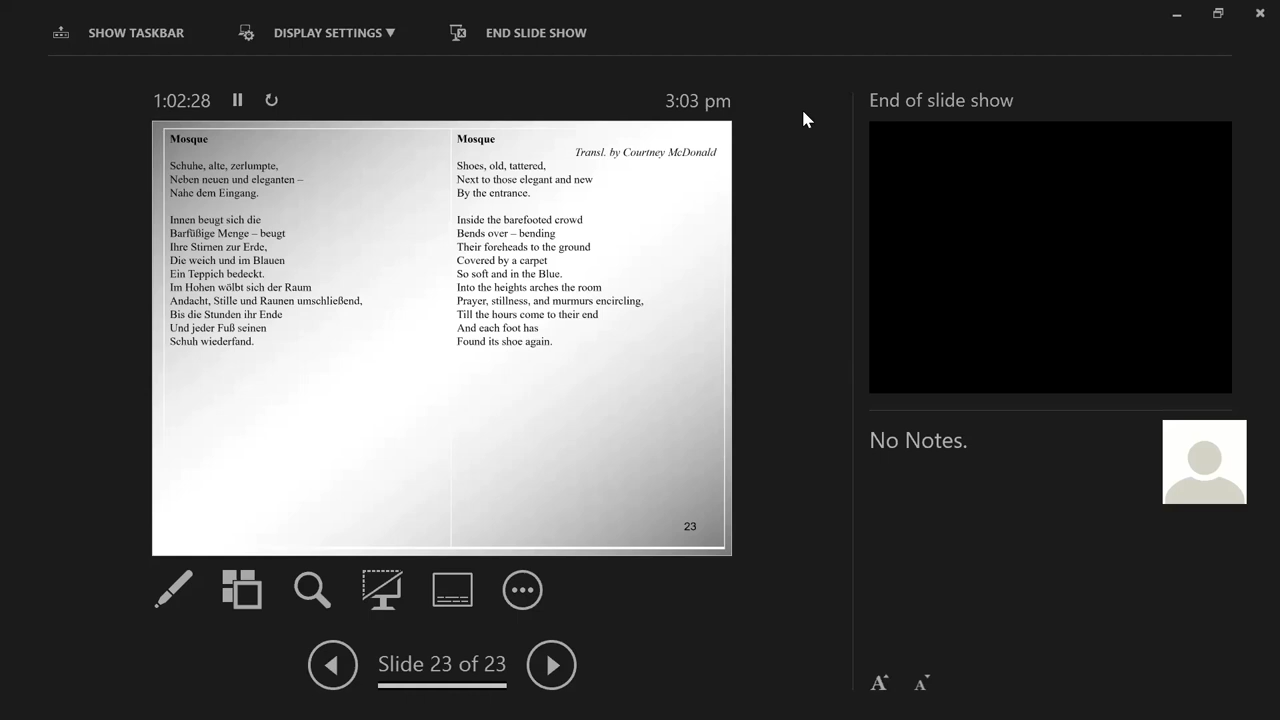 SHOW TASKBAR
DISPLAY SETTINGS ▼
END SLIDE SHOW
1:02:28
3:03 pm
Mosque
Schuhe, alte, zerlumpte,
Neben neuen und eleganten –
Nahe dem Eingang.
Innen beugt sich die
Barfüßige Menge – beugt
Ihre Stirnen zur Erde,
Die weich und im Blauen
Ein Teppich bedeckt.
Im Hohen wölbt sich der Raum
Andacht, Stille und Raunen umschließend,
Bis die Stunden ihr Ende
Und jeder Fuß seinen
Schuh wiederfand.
Mosque
Transl. by Courtney McDonald
Shoes, old, tattered,
Next to those elegant and new
By the entrance.
Inside the barefooted crowd
Bends over – bending
Their foreheads to the ground
Covered by a carpet
So soft and in the Blue.
Into the heights arches the room
Prayer, stillness, and murmurs encircling,
Till the hours come to their end
And each foot has
Found its shoe again.
23
Slide 23 of 23
End of slide show
No Notes.
A A